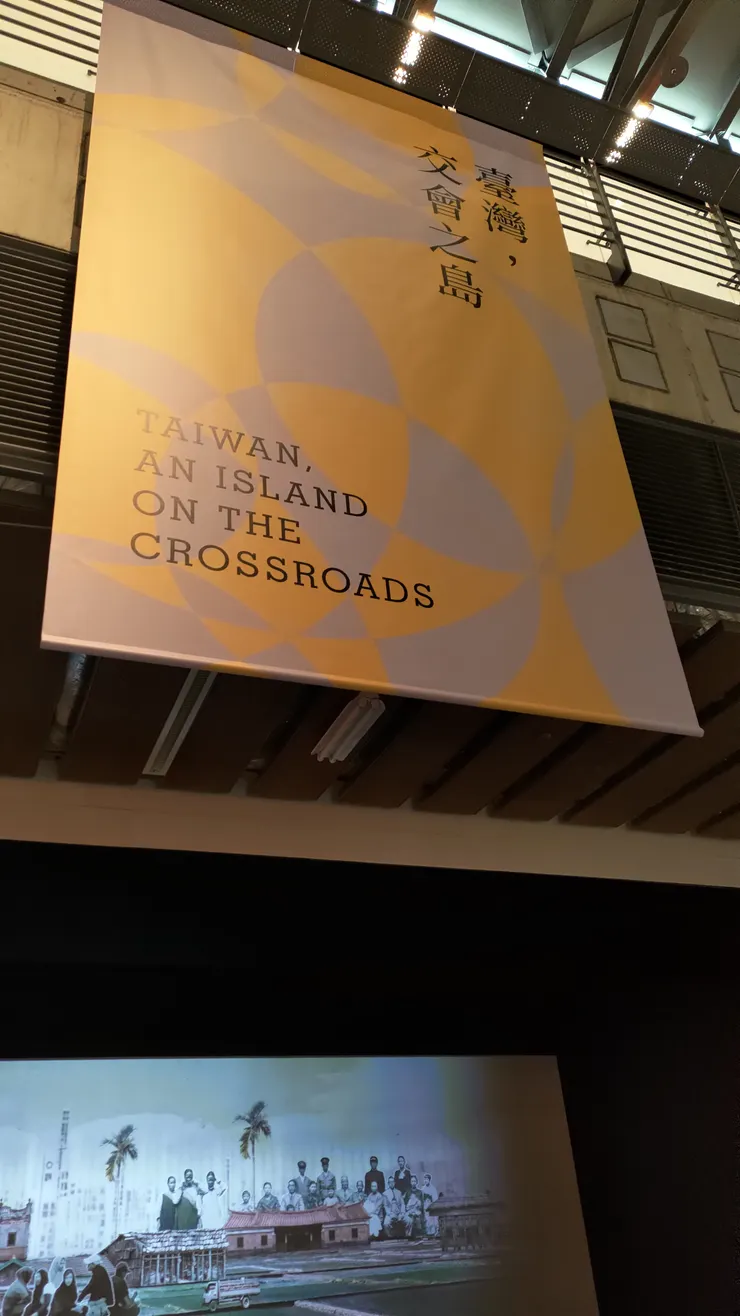 臺灣，
交會之島
TAIWAN,
AN ISLAND
ON THE
CROSSROADS